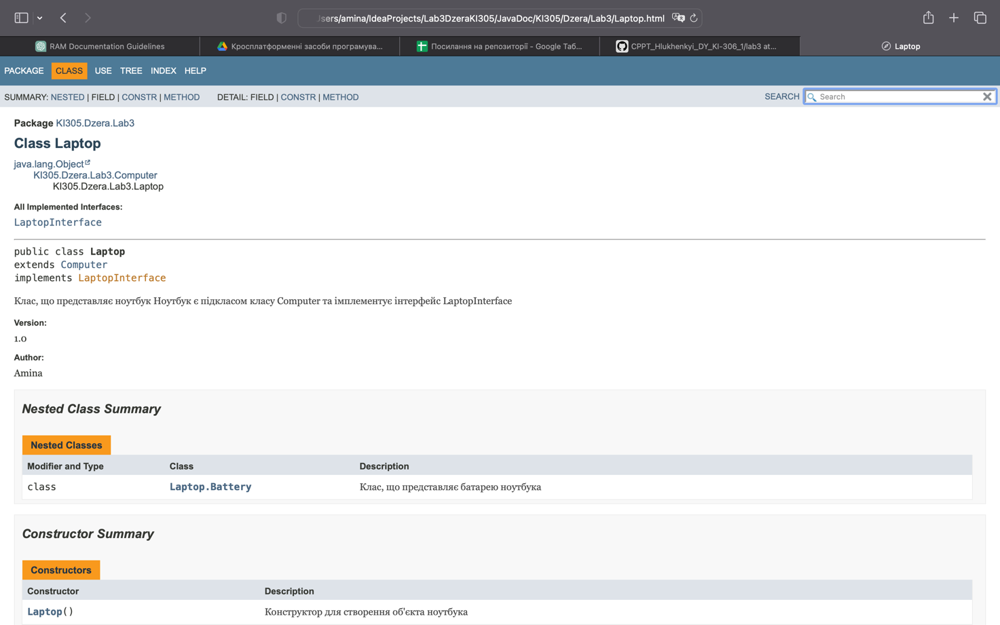 /Users/amina/IdeaProjects/Lab3DzeraKI305/JavaDoc/KI305/Dzera/Lab3/Laptop.html
RAM Documentation Guidelines
Кросплатформенні засоби програмува...
Посилання на репозиторії - Google Таб...
CPPT_Hlukhenkyi_DY_KI-306_1/lab3 at...
Laptop
PACKAGE CLASS USE TREE INDEX HELP
SUMMARY: NESTED | FIELD | CONSTR | METHOD DETAIL: FIELD | CONSTR | METHOD
SEARCH Search
Package KI305.Dzera.Lab3
Class Laptop
java.lang.Object
KI305.Dzera.Lab3.Computer
KI305.Dzera.Lab3.Laptop
All Implemented Interfaces:
LaptopInterface
public class Laptop
extends Computer
implements LaptopInterface
Клас, що представляє ноутбук Ноутбук є підкласом класу Computer та імплементує інтерфейс LaptopInterface
Version:
1.0
Author:
Amina
Nested Class Summary
Nested Classes
Modifier and Type Class Description
class Laptop.Battery Клас, що представляє батарею ноутбука
Constructor Summary
Constructors
Constructor Description
Laptop() Конструктор для створення об'єкта ноутбука